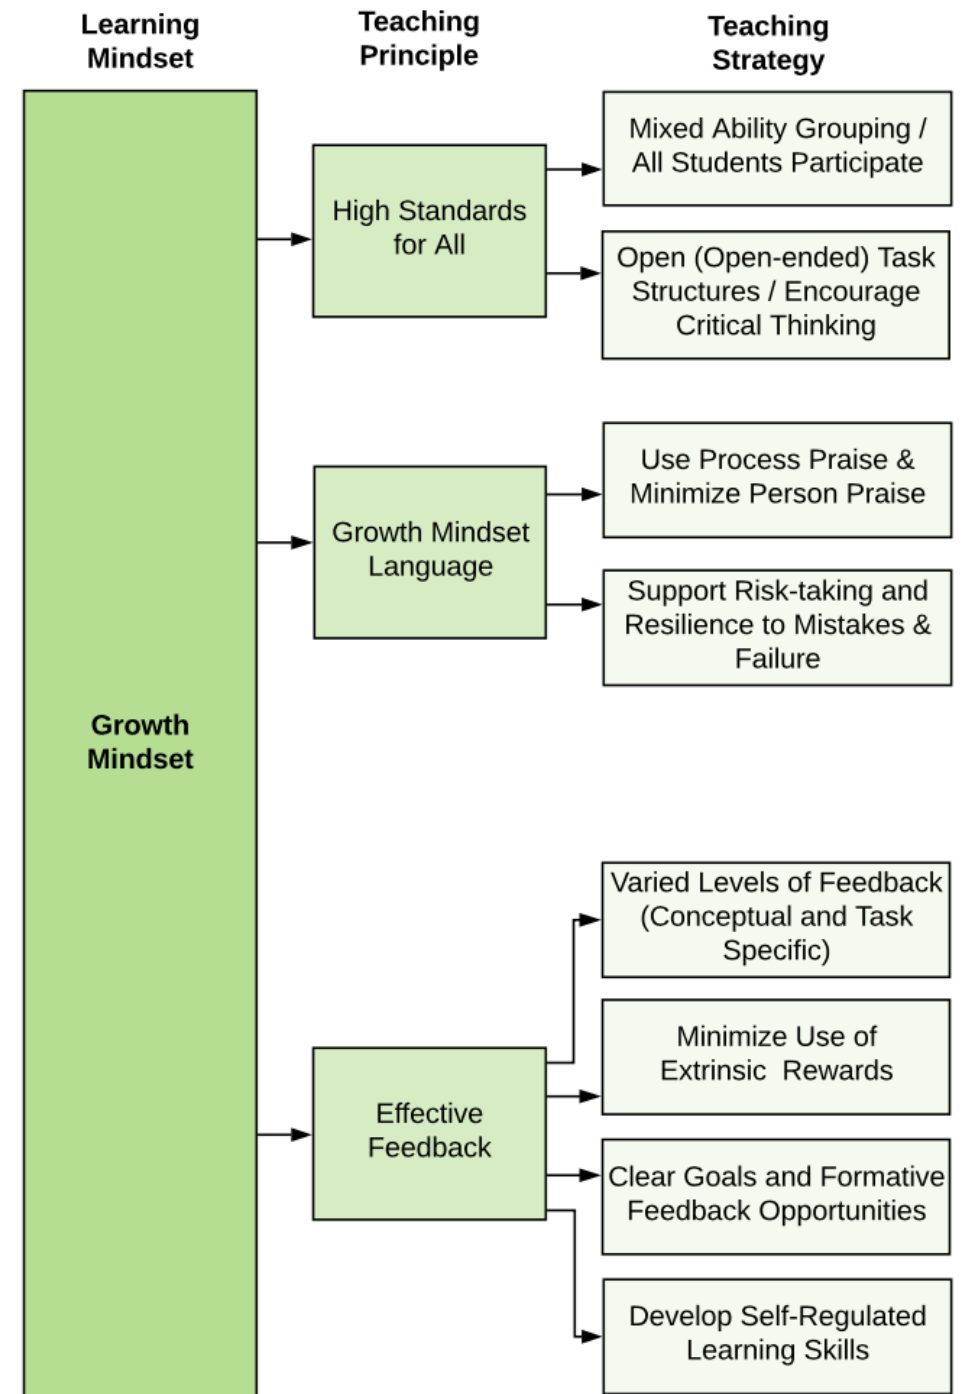 Learning
Mindset
Teaching
Principle
Teaching
Strategy
Growth
Mindset
High Standards
for All
Mixed Ability Grouping /
All Students Participate
Open (Open-ended) Task
Structures / Encourage
Critical Thinking
Growth Mindset
Language
Use Process Praise &
Minimize Person Praise
Support Risk-taking and
Resilience to Mistakes &
Failure
Effective
Feedback
Varied Levels of Feedback
(Conceptual and Task
Specific)
Minimize Use of
Extrinsic  Rewards
Clear Goals and Formative
Feedback Opportunities
Develop Self-Regulated
Learning Skills